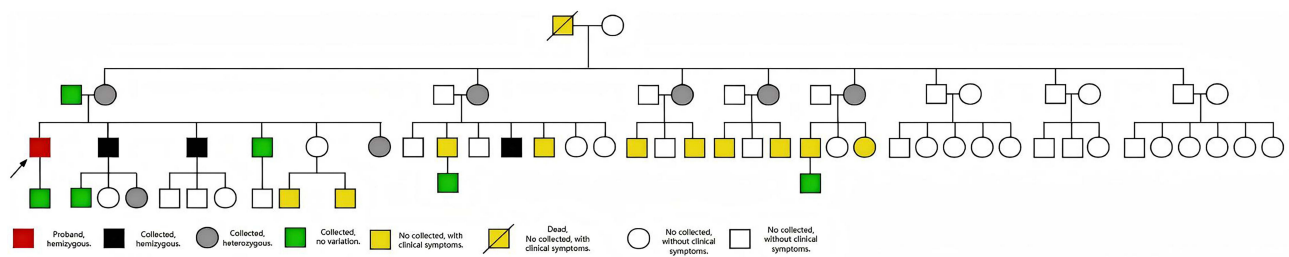 Proband,
hemizygous.
Collected,
hemizygous.
Collected,
heterozygous.
Collected,
no variation.
No collected, with
clinical symptoms.
Dead,
No collected, with
clinical symptoms.
No collected,
without clinical
symptoms.
No collected,
without clinical
symptoms.